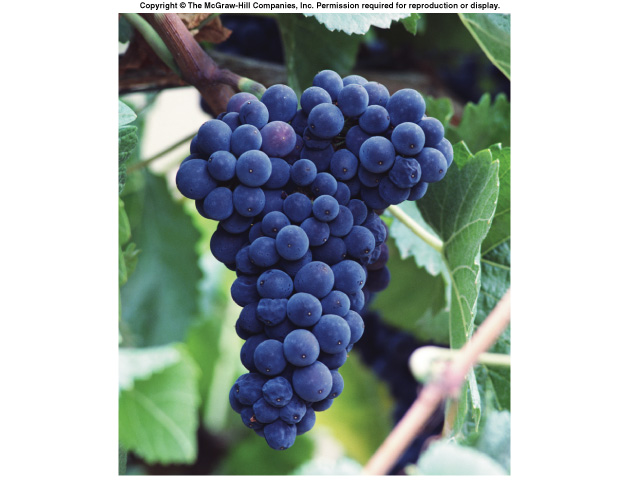 Copyright © The McGraw-Hill Companies, Inc. Permission required for reproduction or display.